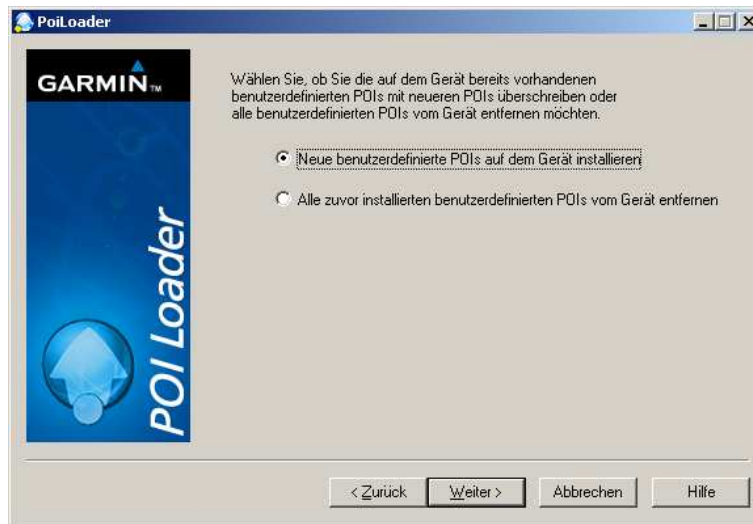 PoiLoader
GARMIN™
POI Loader
Wählen Sie, ob Sie die auf dem Gerät bereits vorhandenen
benutzerdefinierten POIs mit neueren POIs überschreiben oder
alle benutzerdefinierten POIs vom Gerät entfernen möchten.
Neue benutzerdefinierte POIs auf dem Gerät installieren
Alle zuvor installierten benutzerdefinierten POIs vom Gerät entfernen
< Zurück
Weiter >
Abbrechen
Hilfe